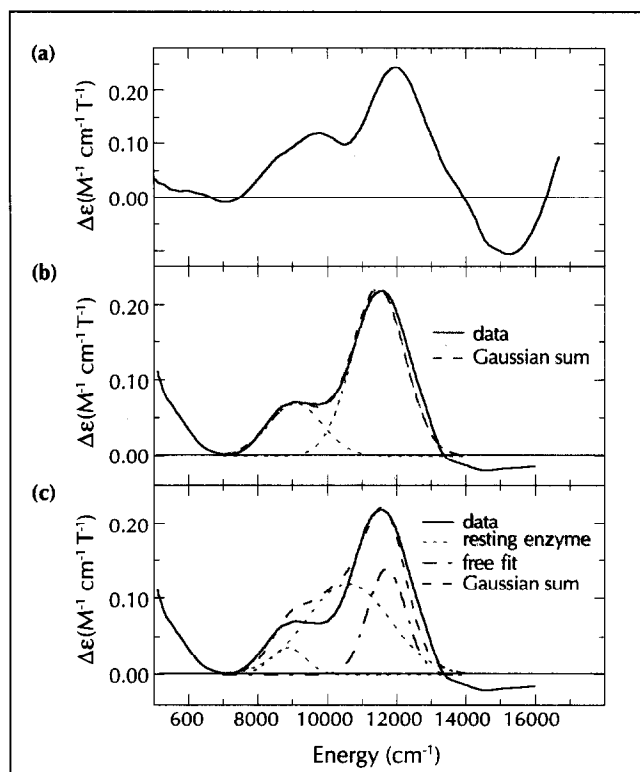 (a)
0.20
0.10
0.00
Δε(M⁻¹ cm⁻¹ T⁻¹)
(b)
0.20
0.10
0.00
Δε(M⁻¹ cm⁻¹ T⁻¹)
data
Gaussian sum
(c)
0.20
0.10
0.00
Δε(M⁻¹ cm⁻¹ T⁻¹)
data
resting enzyme
free fit
Gaussian sum
600 8000 10000 12000 14000 16000
Energy (cm⁻¹)